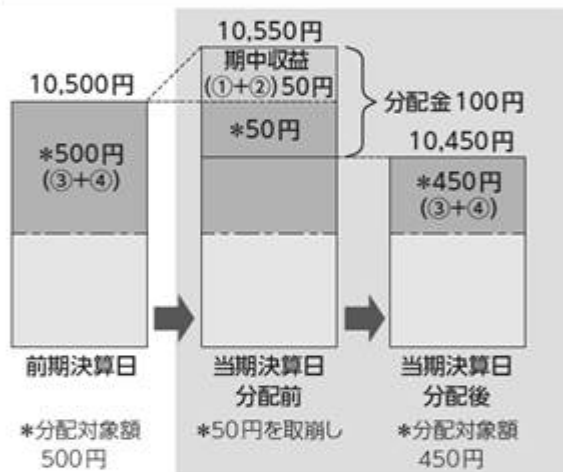 10,500円
*500円
(③+④)
前期決算日
*分配対象額
500円
10,550円
期中収益
(①+②)50円
*50円
分配金100円
当期決算日
分配前
*50円を取崩し
10,450円
*450円
(③+④)
当期決算日
分配後
*分配対象額
450円